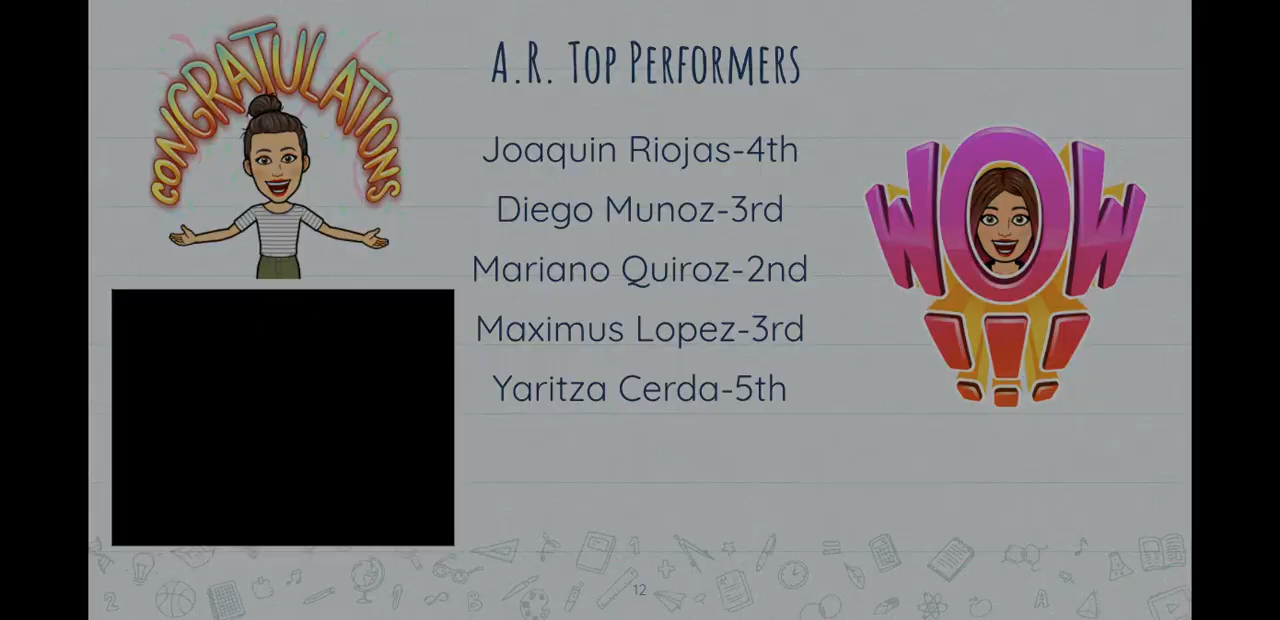 CONGRATULATIONS
A.R. Top Performers
Joaquin Riojas-4th
Diego Munoz-3rd
Mariano Quiroz-2nd
Maximus Lopez-3rd
Yaritza Cerda-5th
WOW
!!!
12